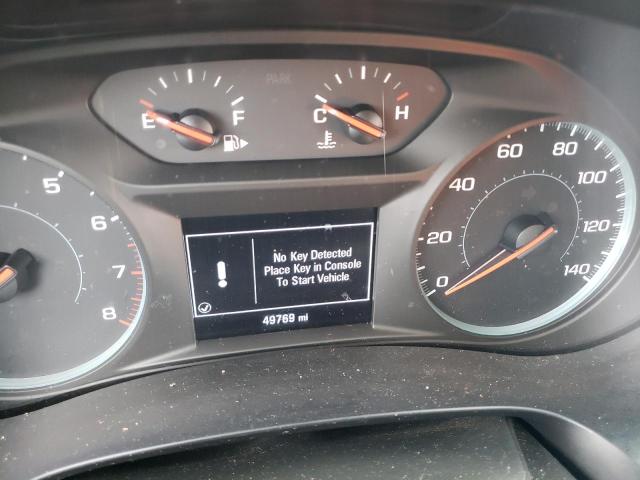 PARK
E F
C H
5
6
7
8
No Key Detected
Place Key in Console
To Start Vehicle
49769 mi
0
20
40
60
80
100
120
140